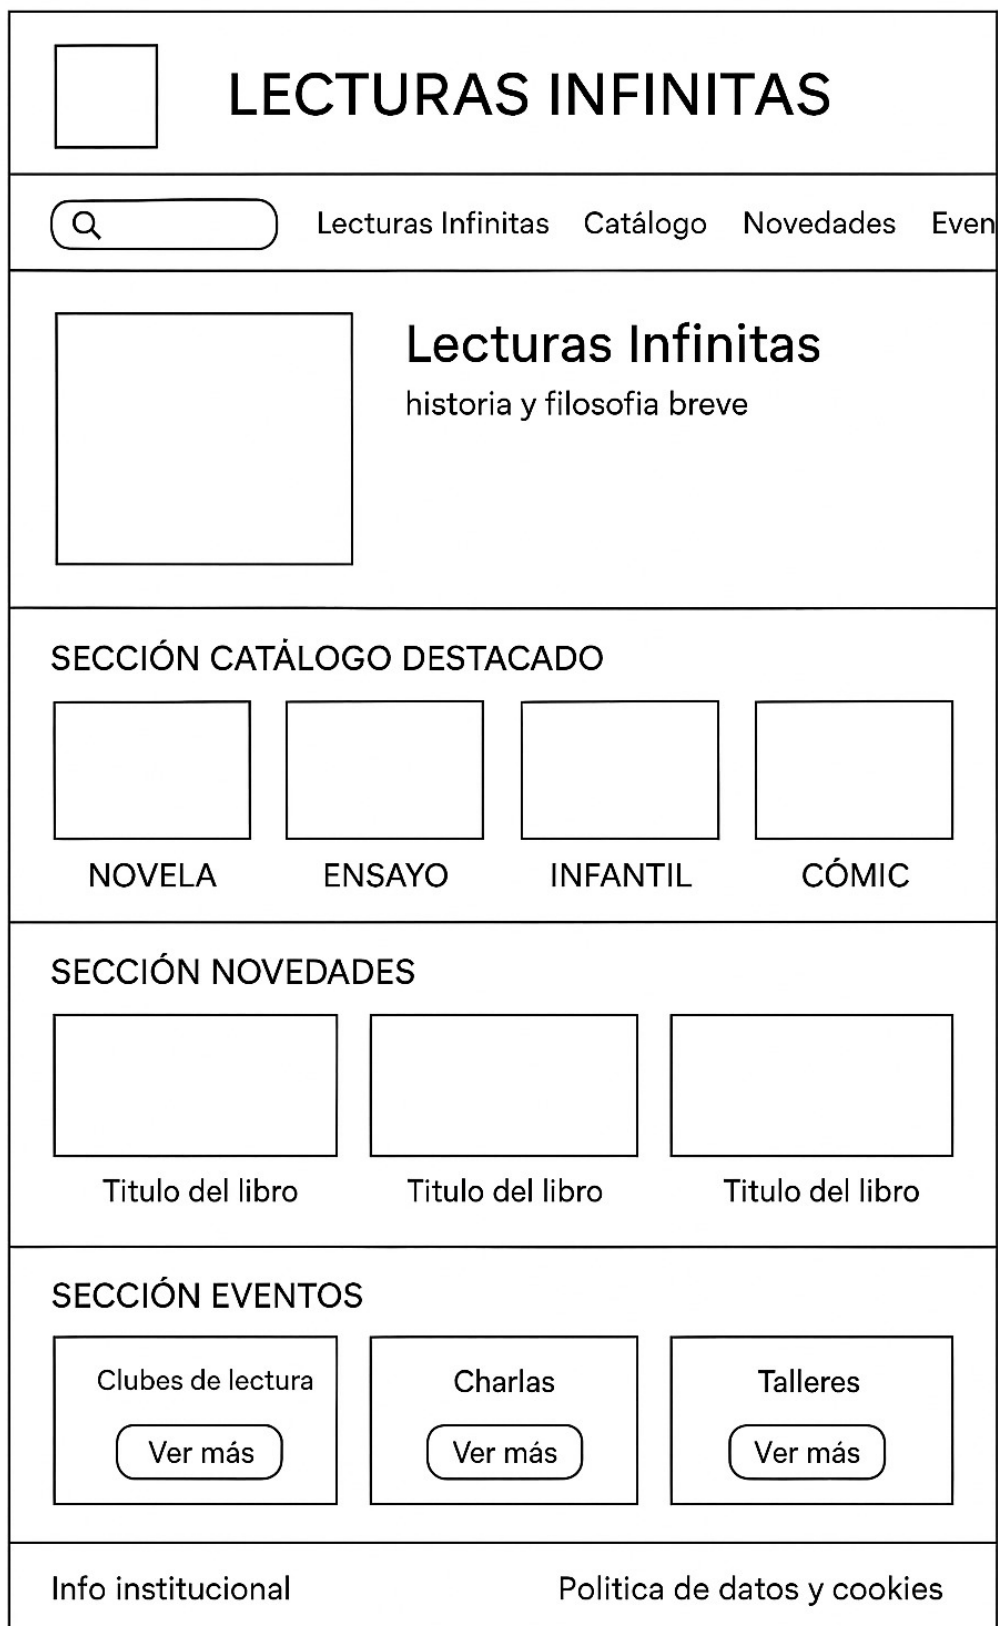 LECTURAS INFINITAS
Lecturas Infinitas Catálogo Novedades Even
Lecturas Infinitas
historia y filosofia breve
SECCIÓN CATÁLOGO DESTACADO
NOVELA ENSAYO INFANTIL CÓMIC
SECCIÓN NOVEDADES
Titulo del libro Titulo del libro Titulo del libro
SECCIÓN EVENTOS
Clubes de lectura Charlas Talleres
Ver más Ver más Ver más
Info institucional Politica de datos y cookies